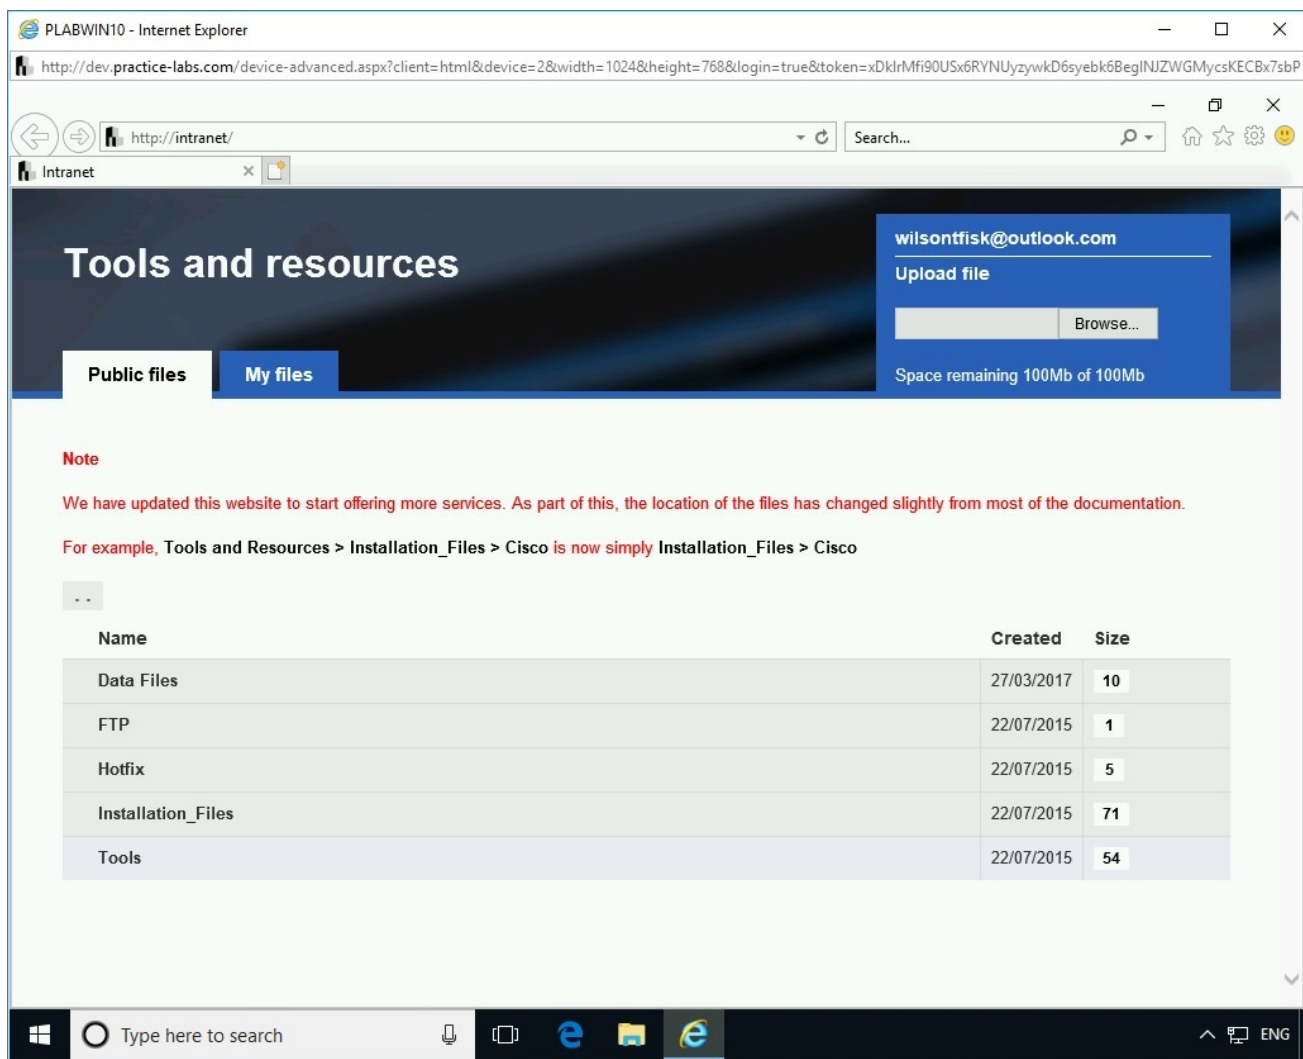 PLABWIN10 - Internet Explorer
http://dev.practice-labs.com/device-advanced.aspx?client=html&device=2&width=1024&height=768&login=true&token=xDkIrMfi90USx6RYNUyzywkD6syebk6BegINJZWGMycsKECBx7sbP
http://intranet/
Search...
Intranet
Tools and resources
wilsontfisk@outlook.com
Upload file
Browse...
Space remaining 100Mb of 100Mb
Public files My files
Note
We have updated this website to start offering more services. As part of this, the location of the files has changed slightly from most of the documentation.
For example, Tools and Resources > Installation_Files > Cisco is now simply Installation_Files > Cisco
. .
Name Created Size
Data Files 27/03/2017 10
FTP 22/07/2015 1
Hotfix 22/07/2015 5
Installation_Files 22/07/2015 71
Tools 22/07/2015 54
Type here to search
ENG